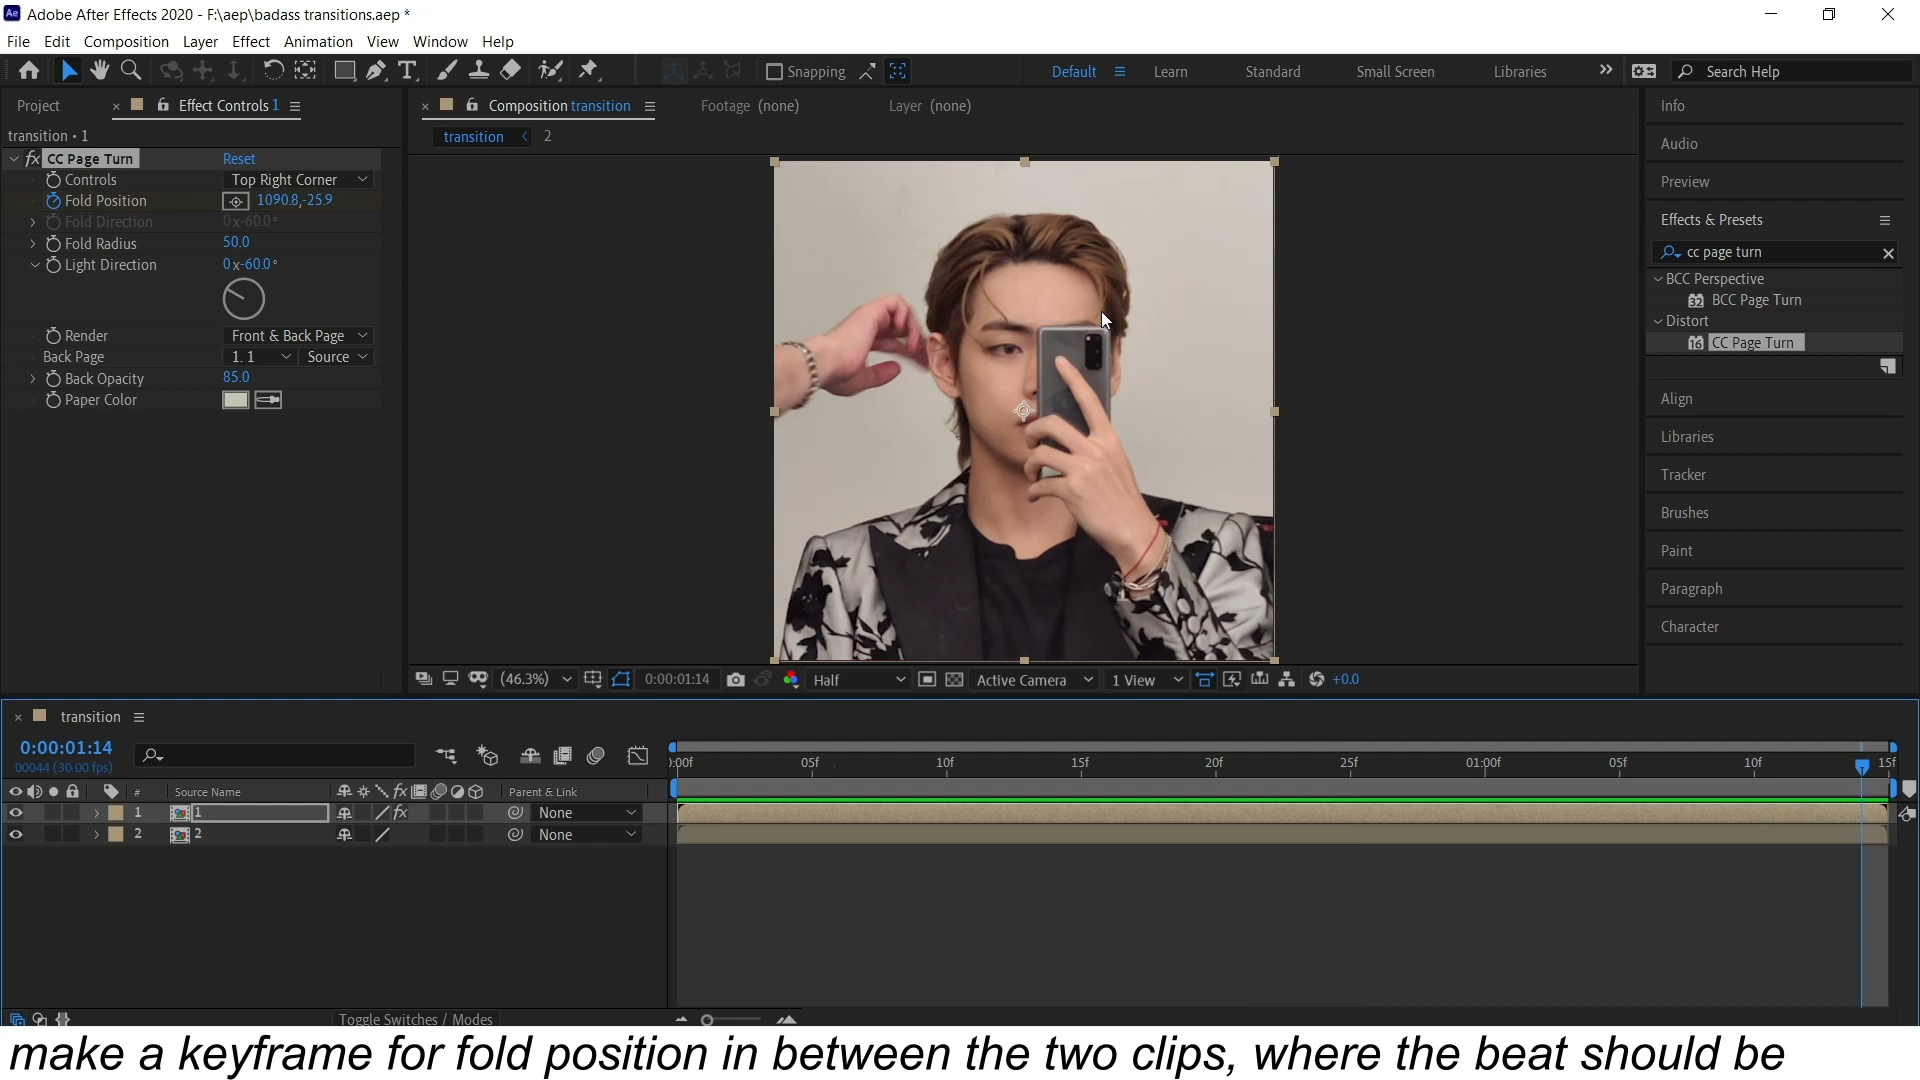 Adobe After Effects 2020 - F:\aep\badass transitions.aep *
File Edit Composition Layer Effect Animation View Window Help
Snapping Default Learn Standard Small Screen Libraries Search Help
Project Effect Controls 1 Composition transition Footage (none) Layer (none) Info
transition • 1
transition 2
Audio
fx CC Page Turn Reset
Controls Top Right Corner
Preview
Fold Position 1090.8,-25.9
Fold Direction 0x-60.0°
Effects & Presets
Fold Radius 50.0
cc page turn
Light Direction 0x-60.0°
BCC Perspective
BCC Page Turn
Distort
CC Page Turn
Render Front & Back Page
Back Page 1. 1 Source
Back Opacity 85.0
Paper Color
Align
Libraries
Tracker
Brushes
Paint
Paragraph
Character
(46.3%) 0:00:01:14 Half Active Camera 1 View +0.0
transition
0:00:01:14
00044 (30.00 fps)
):00f 05f 10f 15f 20f 25f 01:00f 05f 10f 15f
# Source Name fx Parent & Link
1 1 fx None
2 2 None
Toggle Switches / Modes
make a keyframe for fold position in between the two clips, where the beat should be